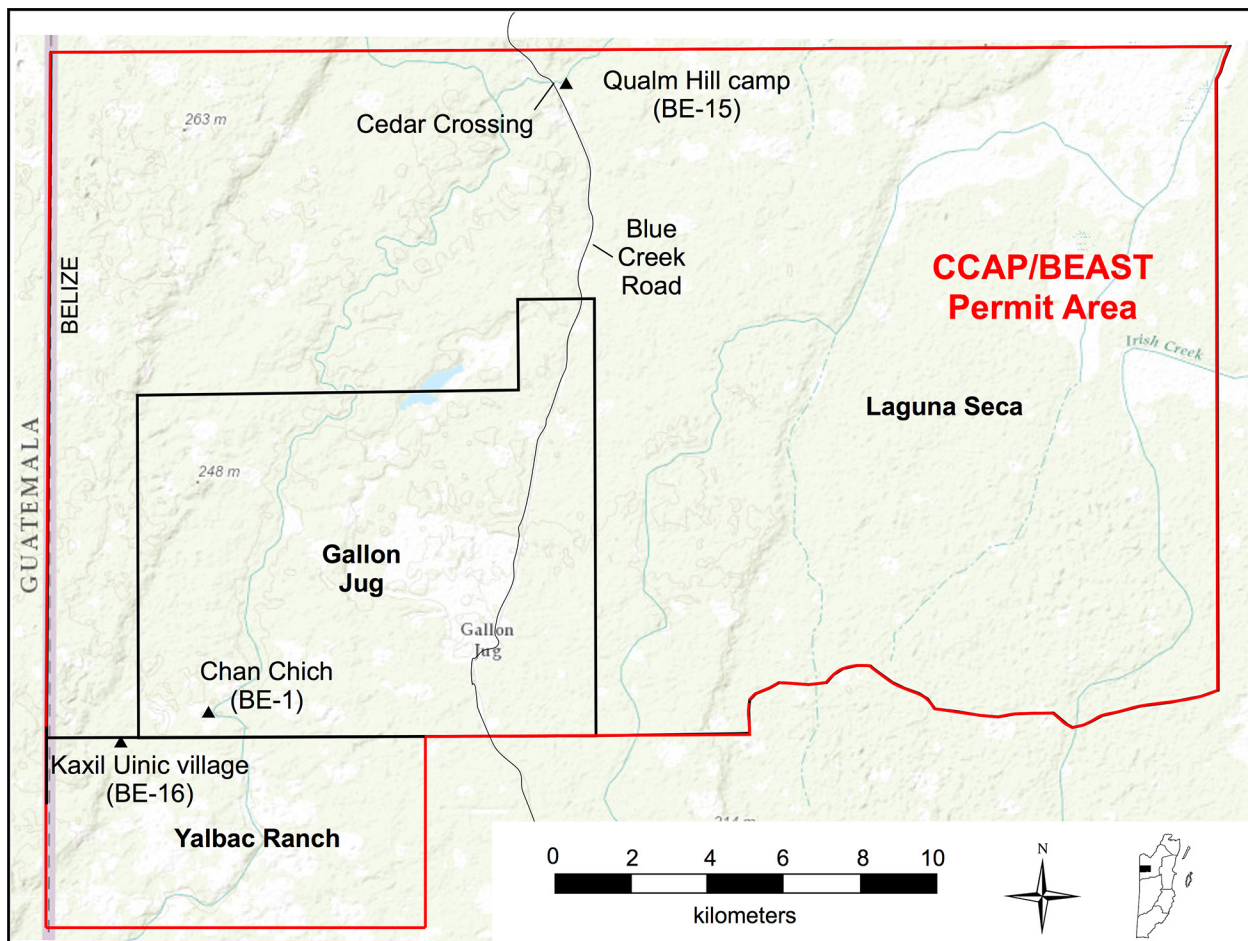 Qualm Hill camp
(BE-15)
Cedar Crossing
263 m
Blue
Creek
Road
BELIZE
CCAP/BEAST
Permit Area
Irish Creek
Laguna Seca
GUATEMALA
248 m
Gallon
Jug
Gallon
Jug
Chan Chich
(BE-1)
Kaxil Uinic village
(BE-16)
Yalbac Ranch
0 2 4 6 8 10
kilometers
N